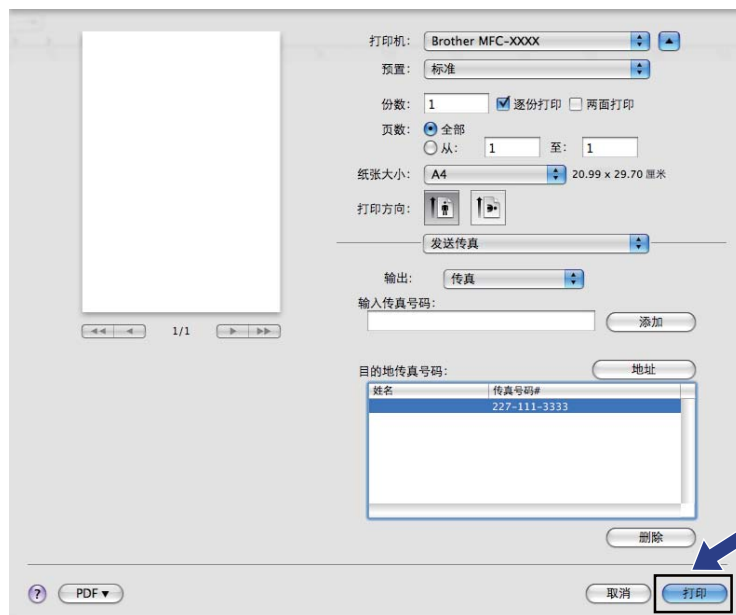 打印机: Brother MFC-XXXX
预置: 标准
份数: 1 逐份打印 两面打印
页数: 全部
从: 1 至: 1
纸张大小: A4 20.99 x 29.70 厘米
打印方向:
发送传真
输出: 传真
输入传真号码:
添加
1/1
目的地传真号码: 地址
姓名 传真号码#
227-111-3333
删除
? PDF▼ 取消 打印